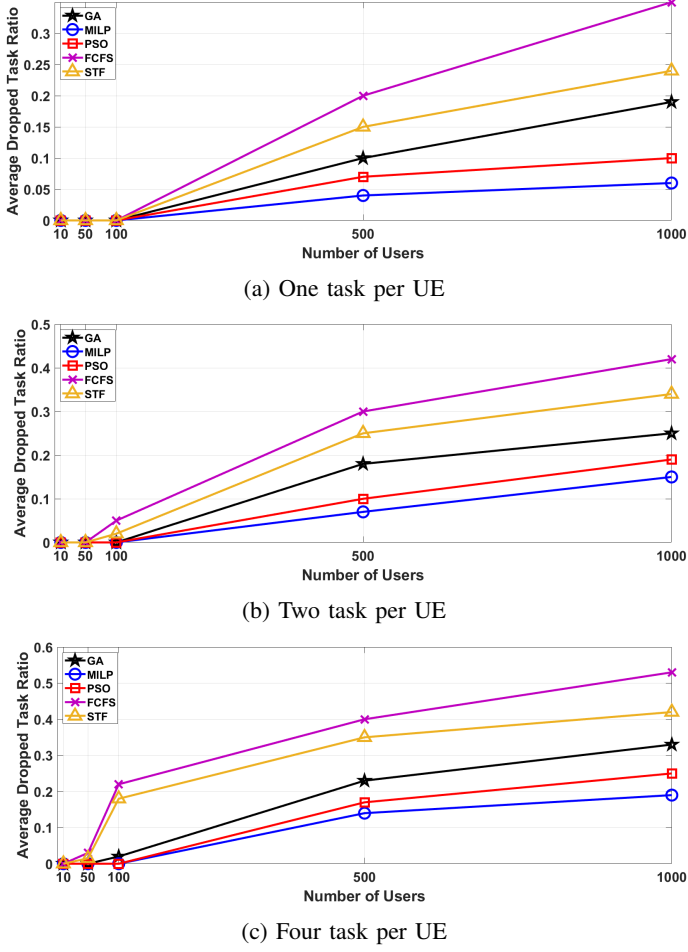 Average Dropped Task Ratio
0.3
0.25
0.2
0.15
0.1
0.05
0
GA
MILP
PSO
FCFS
STF
10 50 100 500 1000
Number of Users
(a) One task per UE
Average Dropped Task Ratio
0.5
0.4
0.3
0.2
0.1
0
GA
MILP
PSO
FCFS
STF
10 50 100 500 1000
Number of Users
(b) Two task per UE
Average Dropped Task Ratio
0.6
0.5
0.4
0.3
0.2
0.1
0
GA
MILP
PSO
FCFS
STF
10 50 100 500 1000
Number of Users
(c) Four task per UE